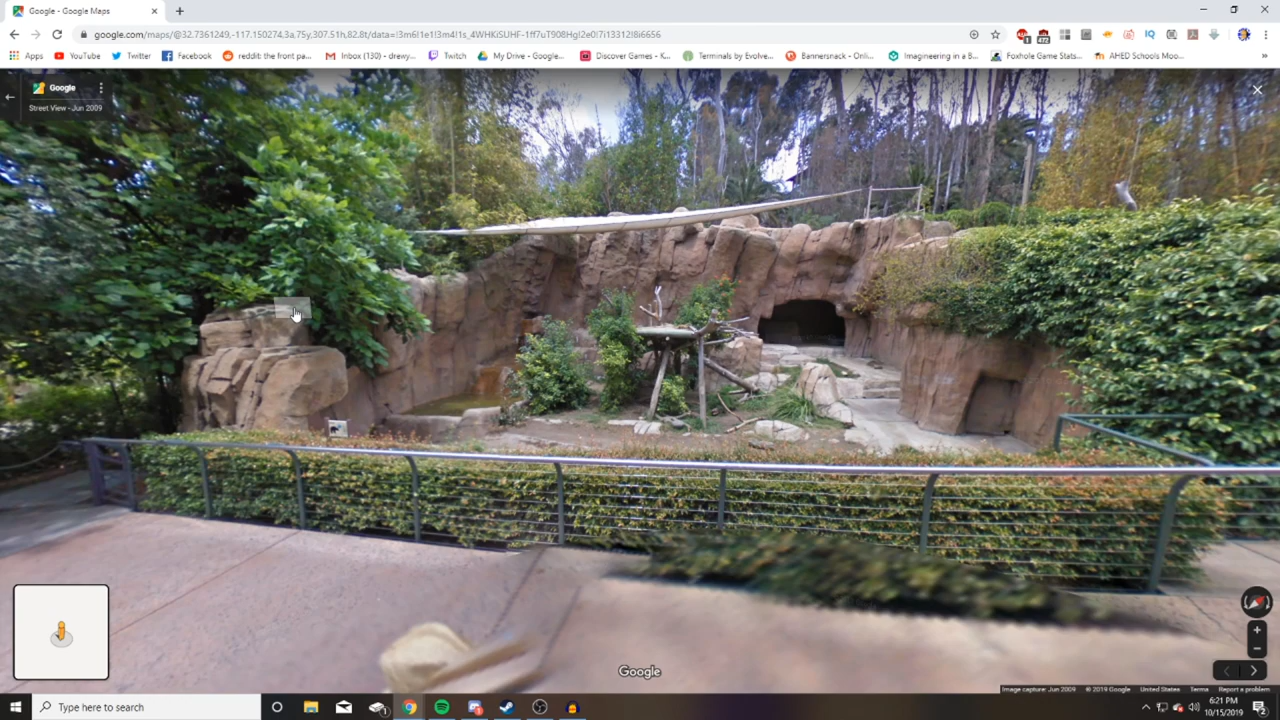 Google - Google Maps
google.com/maps/@32.7361249,-117.150274,3a,75y,307.51h,82.8t/data=!3m6!1e1!3m4!1s_4WHKiSUHF-1ff7uT908HgI2e0!7i13312!8i6656
Apps YouTube Twitter Facebook reddit: the front pa... Inbox (130) - drewy... Twitch My Drive - Google... Discover Games - K... Terminals by Evolve... Bannersnack - Onli... Imagineering in a B... Foxhole Game Stats... AHED Schools Moo...
Google
Street View - Jun 2009
Google
Image capture: Jun 2009 © 2019 Google United States Terms Report a problem
Type here to search
6:21 PM
10/15/2019